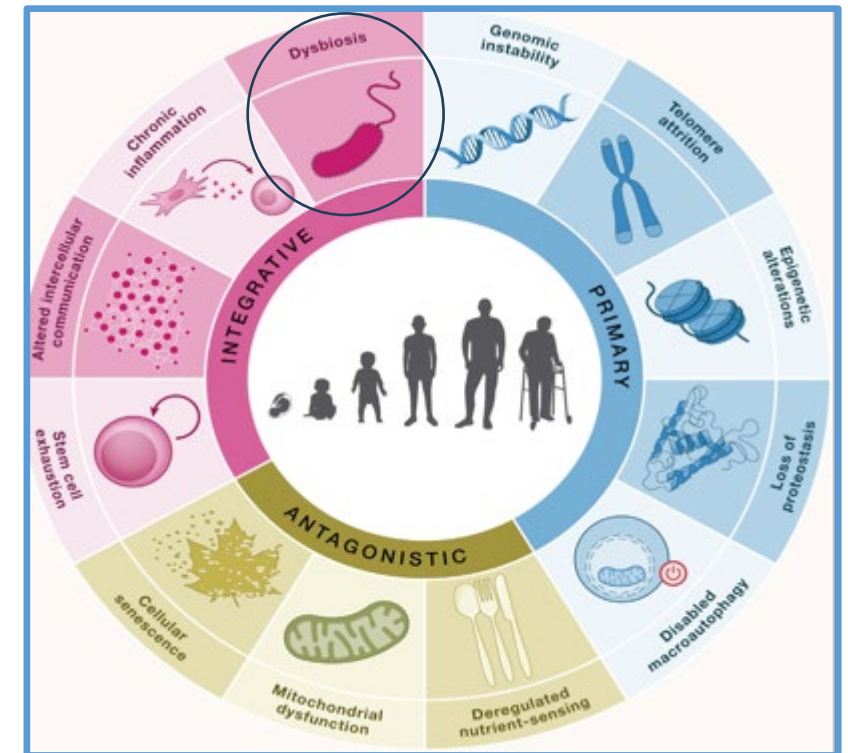 Dysbiosis
Genomic
instability
Telomere
attrition
Epigenetic
alterations
Loss of
proteostasis
Disabled
macroautophagy
Deregulated
nutrient-sensing
Mitochondrial
dysfunction
Cellular
senescence
Stem cell
exhaustion
Altered intercellular
communication
Chronic
inflammation
INTEGRATIVE
PRIMARY
ANTAGONISTIC